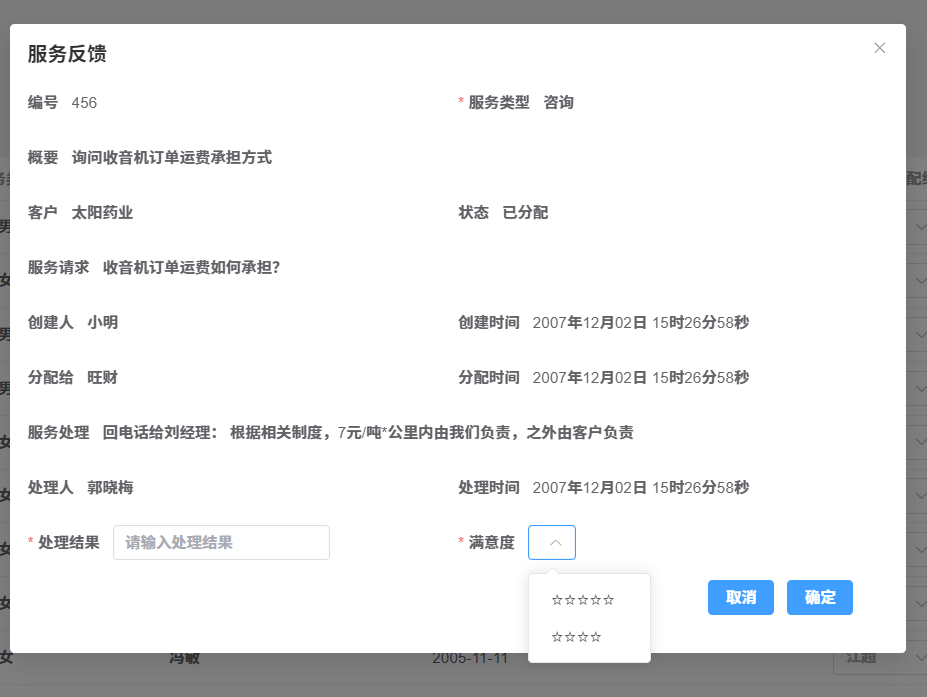 服务反馈
编号 456
* 服务类型 咨询
概要 询问收音机订单运费承担方式
客户 太阳药业
状态 已分配
服务请求 收音机订单运费如何承担?
创建人 小明
创建时间 2007年12月02日 15时26分58秒
分配给 旺财
分配时间 2007年12月02日 15时26分58秒
服务处理 回电话给刘经理： 根据相关制度，7元/吨*公里内由我们负责，之外由客户负责
处理人 郭晓梅
处理时间 2007年12月02日 15时26分58秒
* 处理结果 请输入处理结果
* 满意度
☆☆☆☆☆
☆☆☆☆
取消 确定
女 冯敏 2005-11-11 江超